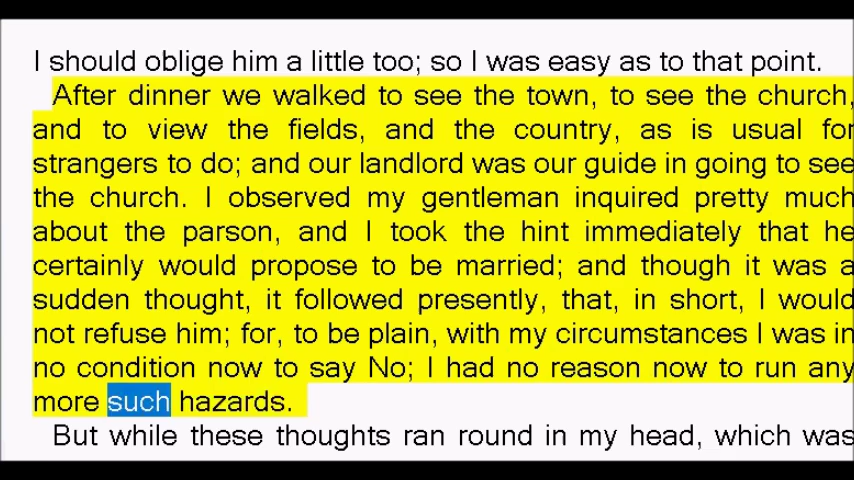 I should oblige him a little too; so I was easy as to that point.
After dinner we walked to see the town, to see the church,
and to view the fields, and the country, as is usual for
strangers to do; and our landlord was our guide in going to see
the church. I observed my gentleman inquired pretty much
about the parson, and I took the hint immediately that he
certainly would propose to be married; and though it was a
sudden thought, it followed presently, that, in short, I would
not refuse him; for, to be plain, with my circumstances I was in
no condition now to say No; I had no reason now to run any
more such hazards.
But while these thoughts ran round in my head, which was